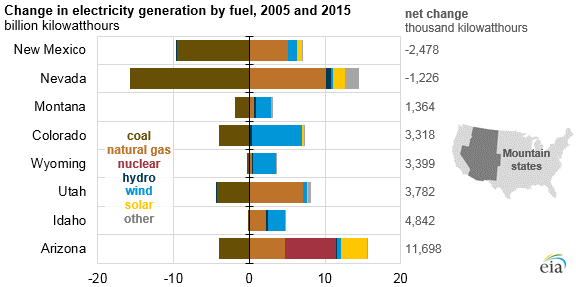 Change in electricity generation by fuel, 2005 and 2015
billion kilowatthours
net change
thousand kilowatthours
New Mexico -2,478
Nevada -1,226
Montana 1,364
Colorado 3,318
Wyoming 3,399
Utah 3,782
Idaho 4,842
Arizona 11,698
coal
natural gas
nuclear
hydro
wind
solar
other
Mountain
states
-20 -10 0 10 20
eia